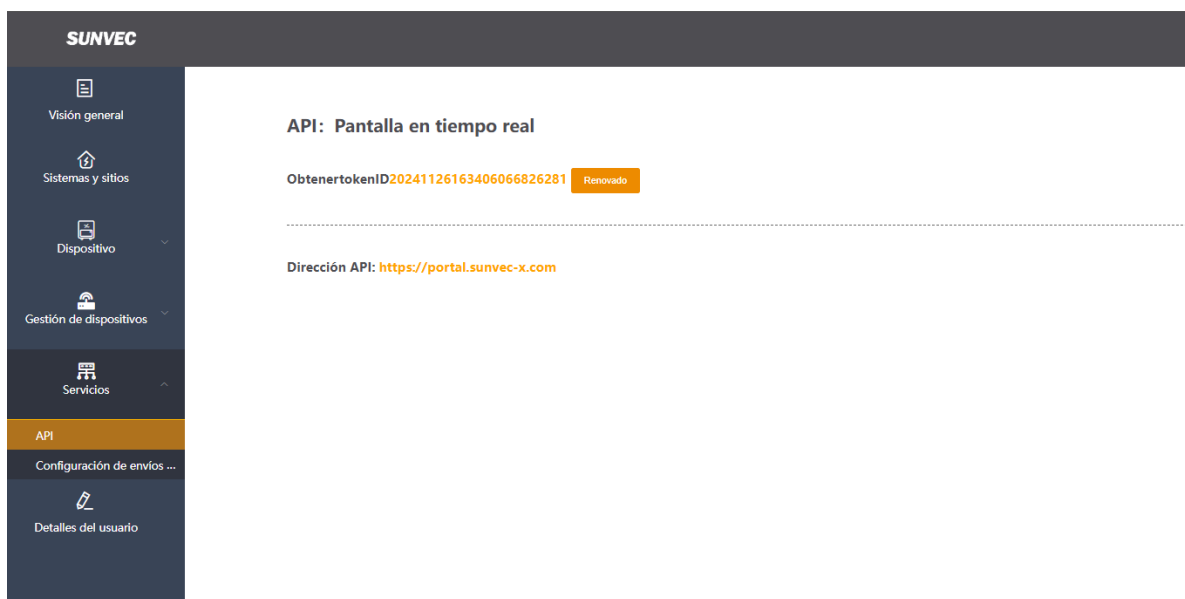 SUNVEC
Visión general
Sistemas y sitios
Dispositivo
Gestión de dispositivos
Servicios
API
Configuración de envíos ...
Detalles del usuario
API：Pantalla en tiempo real
ObtenertokenID20241126163406066826281 Renovado
Dirección API: https://portal.sunvec-x.com